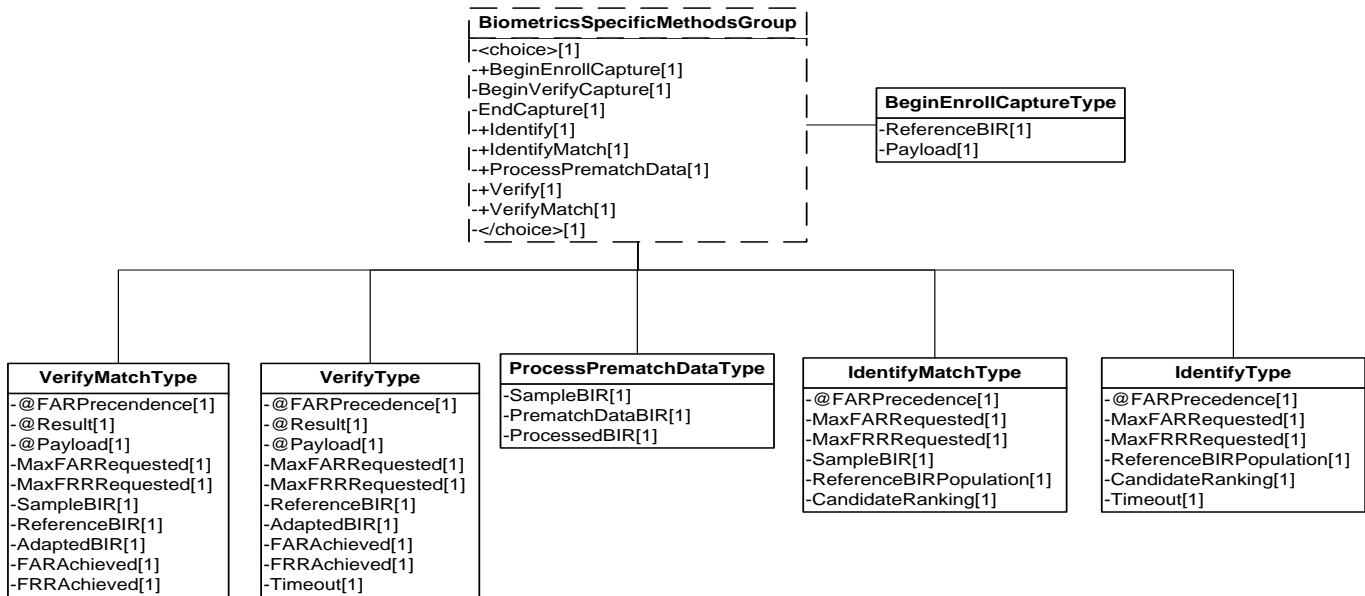 BiometricsSpecificMethodsGroup
-<choice>[1]
-+BeginEnrollCapture[1]
-BeginVerifyCapture[1]
-EndCapture[1]
-+Identify[1]
-+IdentifyMatch[1]
-+ProcessPrematchData[1]
-+Verify[1]
-+VerifyMatch[1]
-</choice>[1]
BeginEnrollCaptureType
-ReferenceBIR[1]
-Payload[1]
VerifyMatchType
-@FARPrecendence[1]
-@Result[1]
-@Payload[1]
-MaxFARRequested[1]
-MaxFRRRequested[1]
-SampleBIR[1]
-ReferenceBIR[1]
-AdaptedBIR[1]
-FARAchieved[1]
-FRRAchieved[1]
VerifyType
-@FARPrecedence[1]
-@Result[1]
-@Payload[1]
-MaxFARRequested[1]
-MaxFRRRequested[1]
-ReferenceBIR[1]
-AdaptedBIR[1]
-FARAchieved[1]
-FRRAchieved[1]
-Timeout[1]
ProcessPrematchDataType
-SampleBIR[1]
-PrematchDataBIR[1]
-ProcessedBIR[1]
IdentifyMatchType
-@FARPrecedence[1]
-MaxFARRequested[1]
-MaxFRRRequested[1]
-SampleBIR[1]
-ReferenceBIRPopulation[1]
-CandidateRanking[1]
IdentifyType
-@FARPrecedence[1]
-MaxFARRequested[1]
-MaxFRRRequested[1]
-ReferenceBIRPopulation[1]
-CandidateRanking[1]
-Timeout[1]